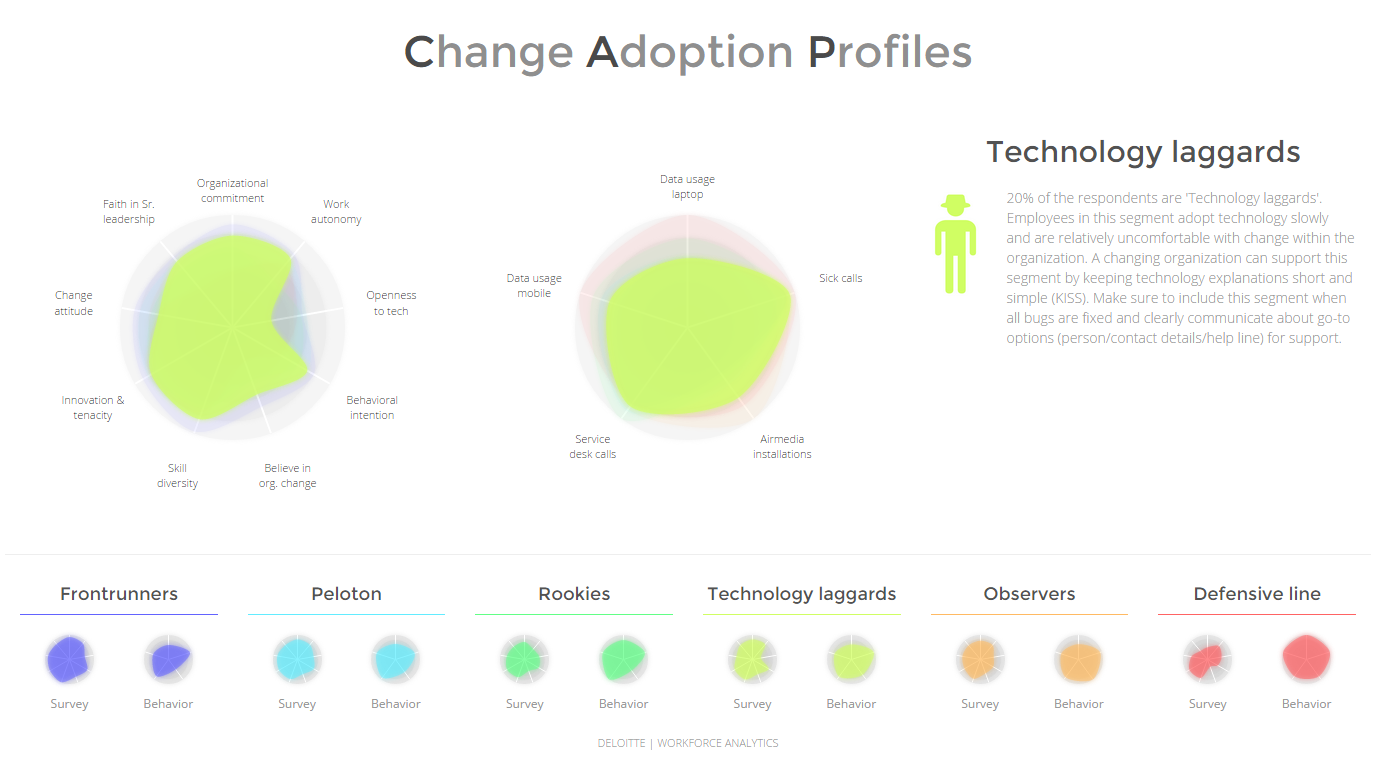 Change Adoption Profiles
Organizational
commitment
Work
autonomy
Openness
to tech
Behavioral
intention
Believe in
org. change
Skill
diversity
Innovation &
tenacity
Change
attitude
Faith in Sr.
leadership
Data usage
laptop
Sick calls
Airmedia
installations
Service
desk calls
Data usage
mobile
Technology laggards
20% of the respondents are 'Technology laggards'.
Employees in this segment adopt technology slowly
and are relatively uncomfortable with change within the
organization. A changing organization can support this
segment by keeping technology explanations short and
simple (KISS). Make sure to include this segment when
all bugs are fixed and clearly communicate about go-to
options (person/contact details/help line) for support.
Frontrunners
Survey
Behavior
Peloton
Survey
Behavior
Rookies
Survey
Behavior
Technology laggards
Survey
Behavior
Observers
Survey
Behavior
Defensive line
Survey
Behavior
DELOITTE | WORKFORCE ANALYTICS